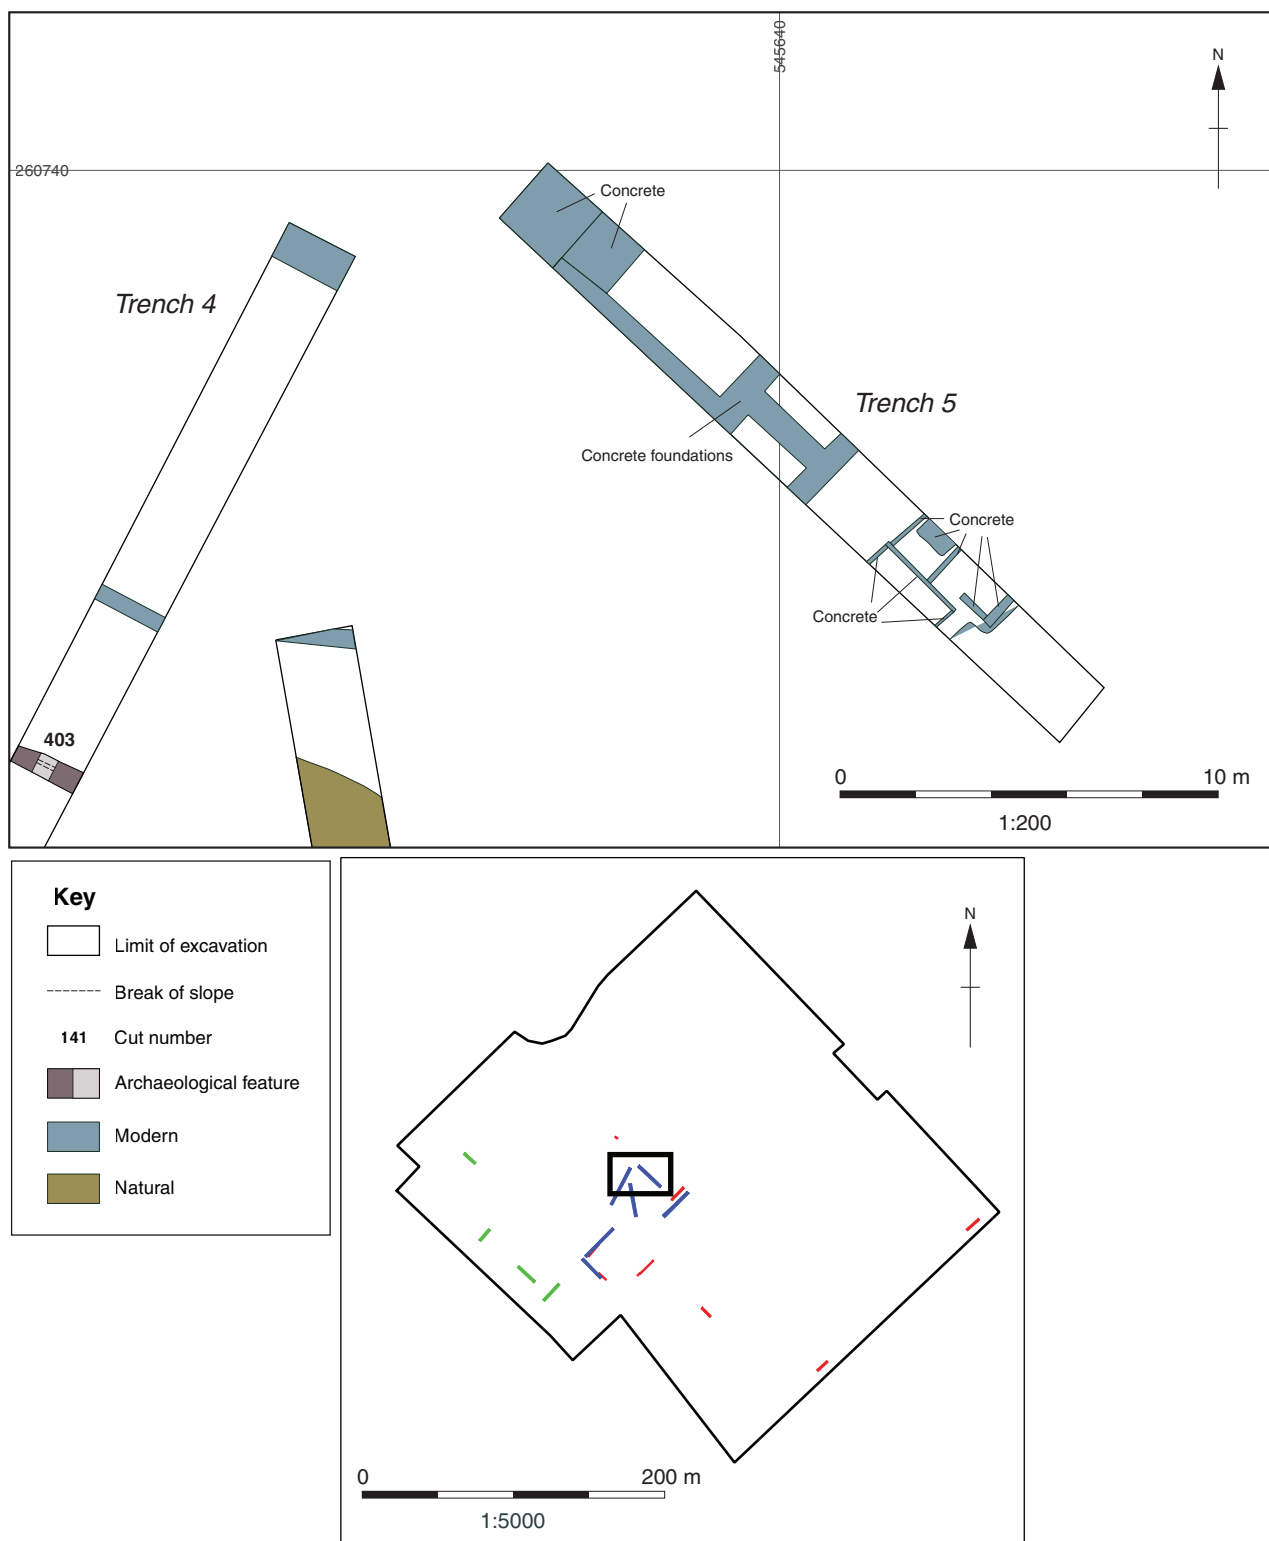 545640
N
260740
Concrete
Trench 4
Trench 5
Concrete foundations
Concrete
Concrete
403
0 10 m
1:200
Key
Limit of excavation
Break of slope
141 Cut number
Archaeological feature
Modern
Natural
N
0 200 m
1:5000